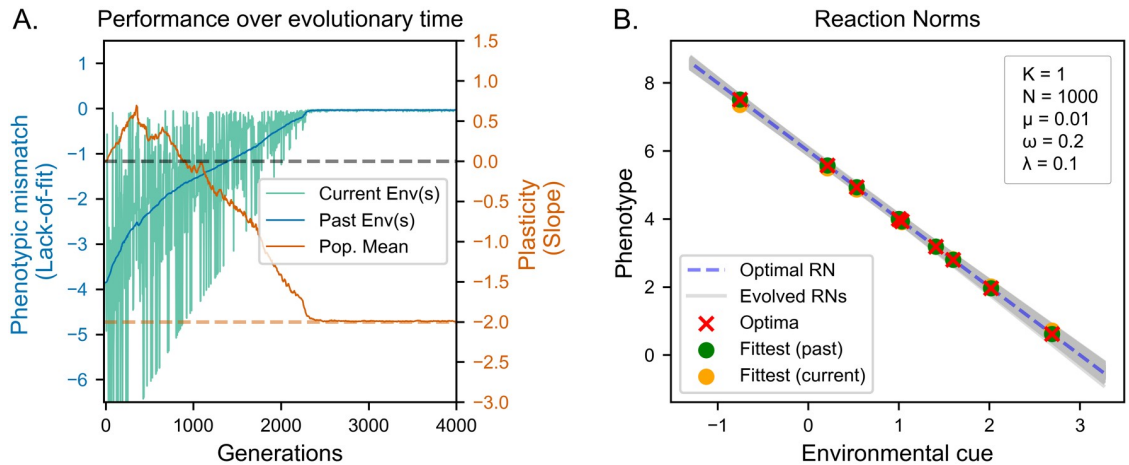 A.
Performance over evolutionary time
Phenotypic mismatch
(Lack-of-fit)
1
0
−1
−2
−3
−4
−5
−6
Current Env(s)
Past Env(s)
Pop. Mean
1.5
1.0
0.5
0.0
−0.5
−1.0
−1.5
−2.0
−2.5
−3.0
Plasticity
(Slope)
0
1000
2000
3000
4000
Generations
B.
Reaction Norms
Phenotype
8
6
4
2
0
K = 1
N = 1000
μ = 0.01
ω = 0.2
λ = 0.1
Optimal RN
Evolved RNs
Optima
Fittest (past)
Fittest (current)
−1
0
1
2
3
Environmental cue